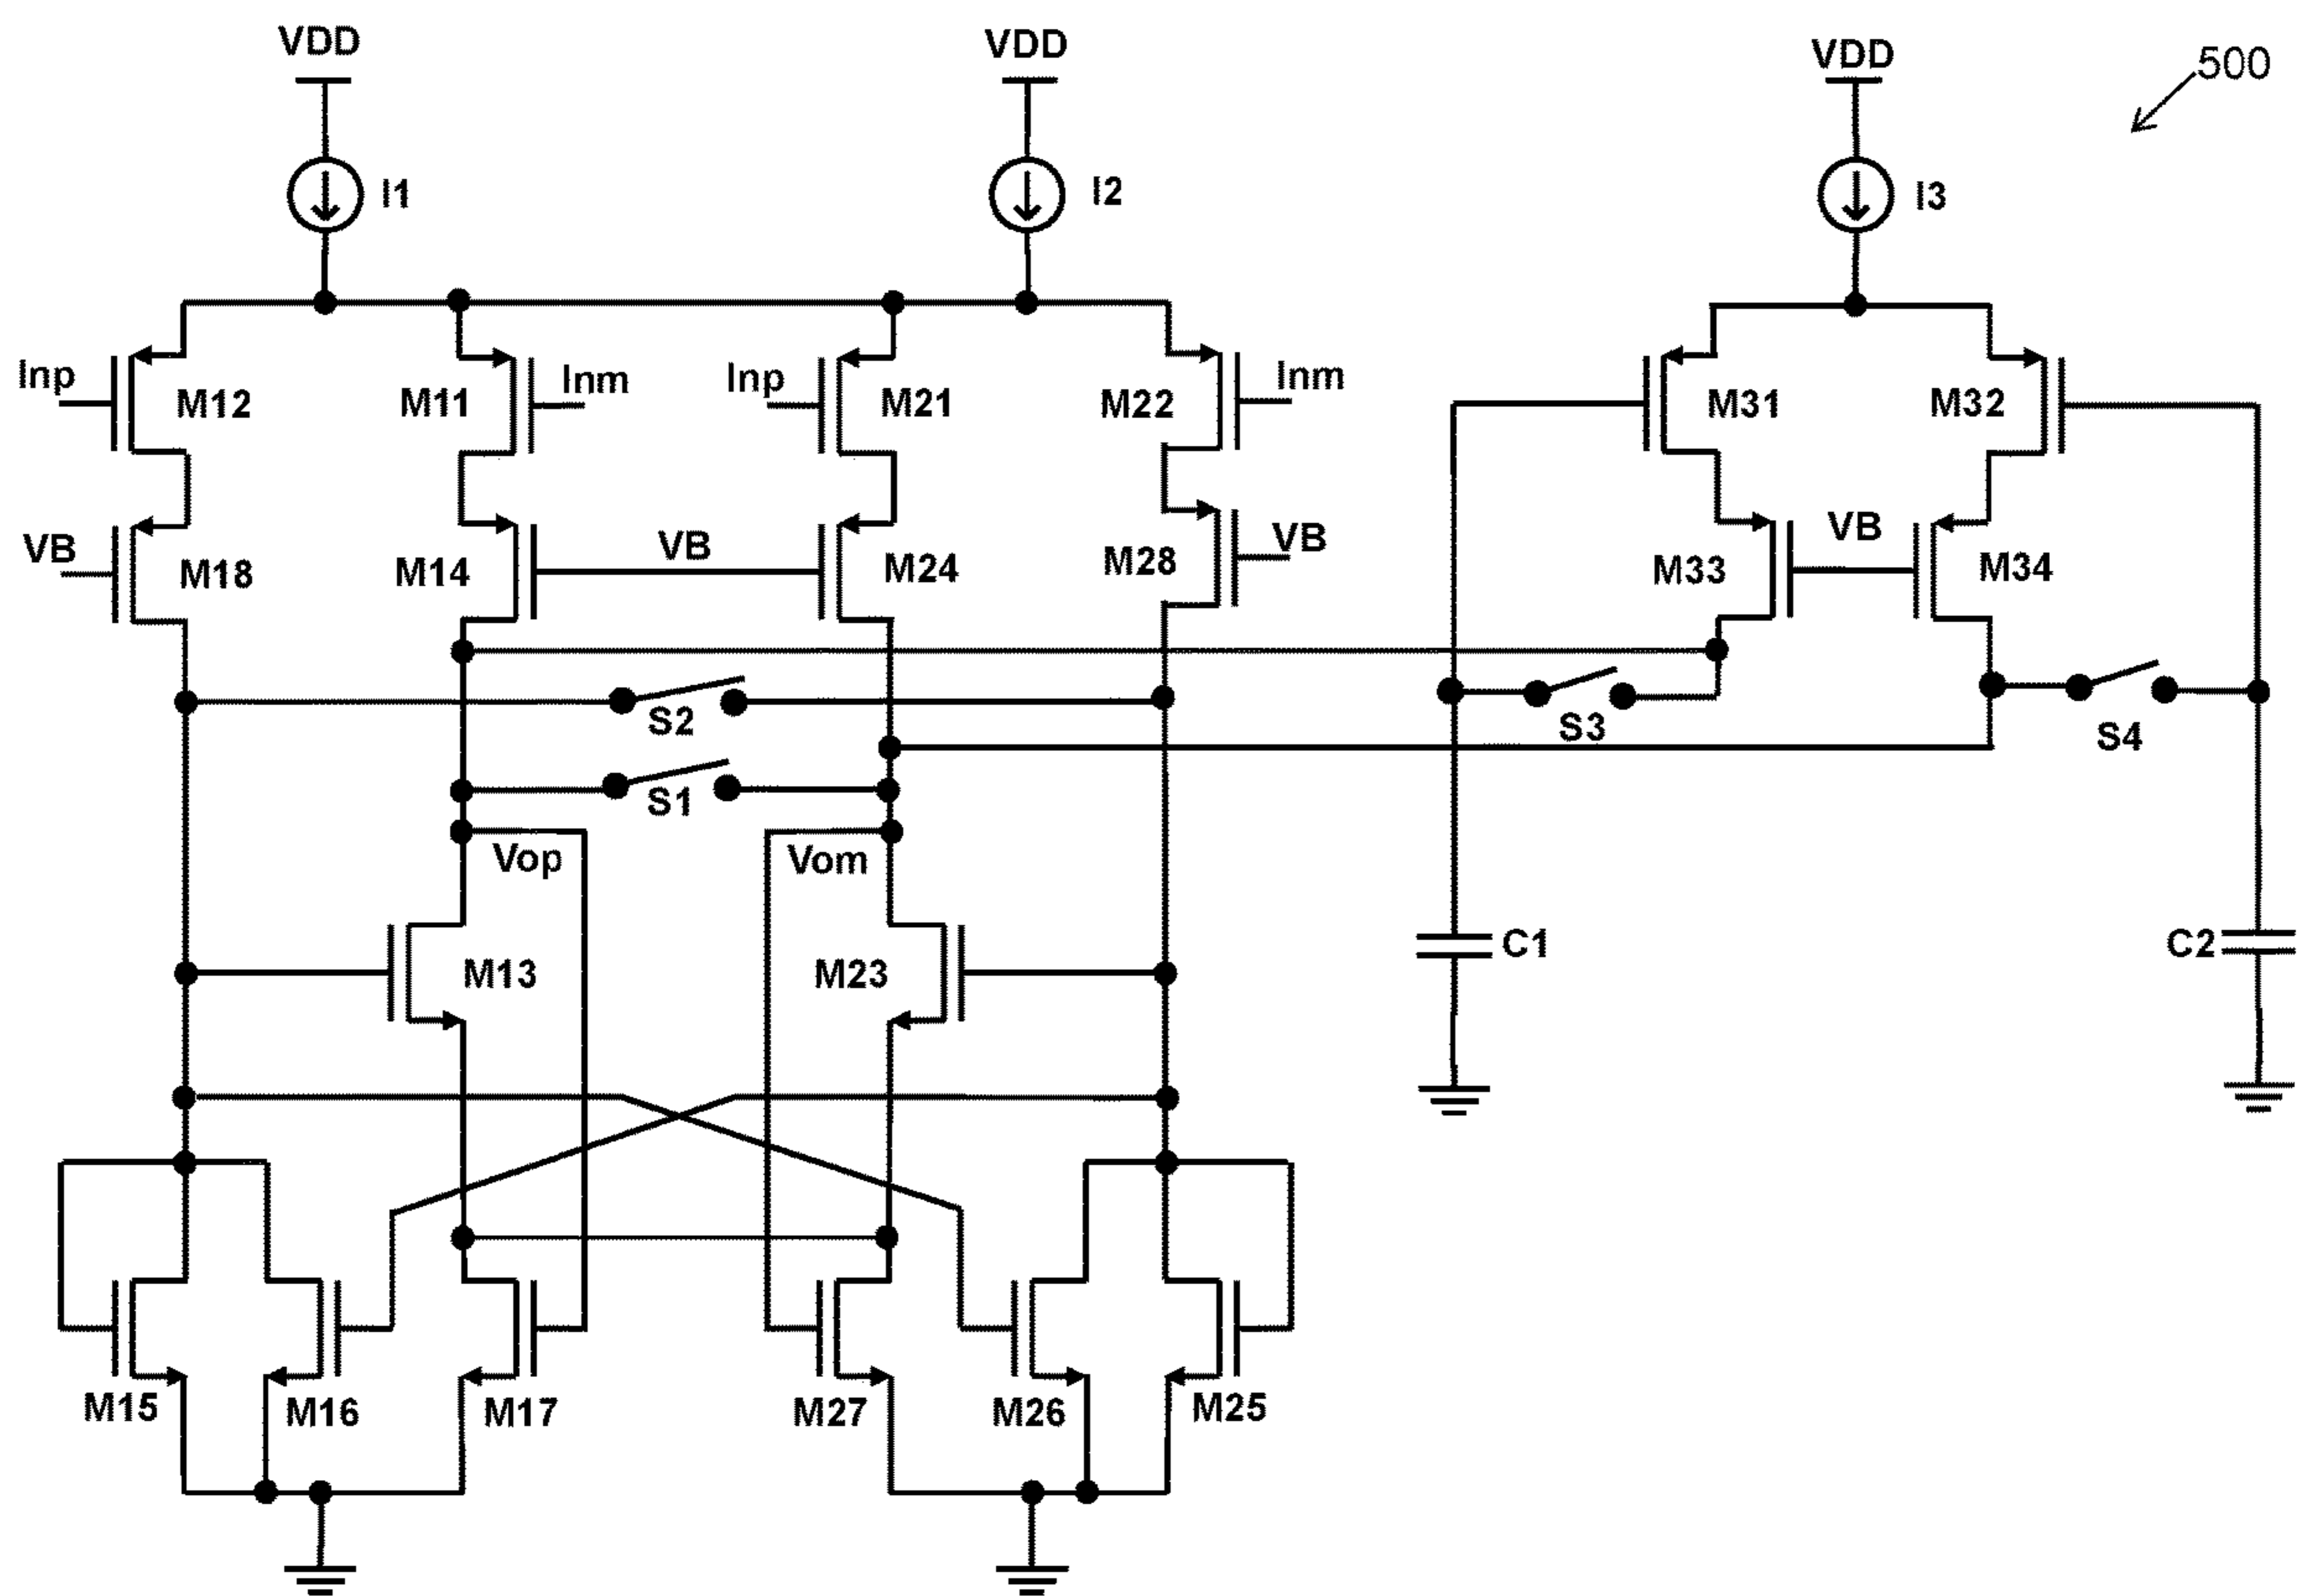 VDD VDD VDD 500
I1 I2 I3
Inp M12 M11 Inm Inp M21 M22 Inm M31 M32
VB M18 M14 VB M24 M28 VB M33 VB M34
S2 S3 S4
S1
Vop Vom
M13 M23 C1 C2
M15 M16 M17 M27 M26 M25